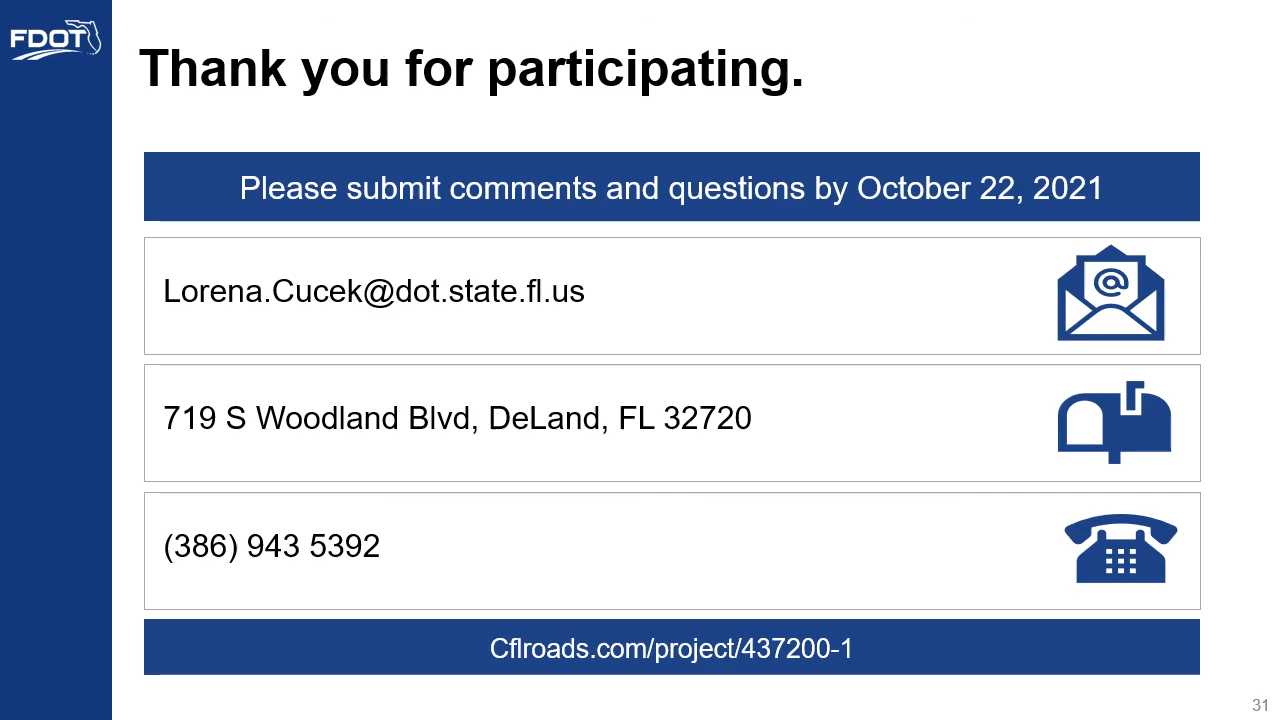 FDOT
Thank you for participating.
Please submit comments and questions by October 22, 2021
Lorena.Cucek@dot.state.fl.us
@
719 S Woodland Blvd, DeLand, FL 32720
(386) 943 5392
Cflroads.com/project/437200-1
31